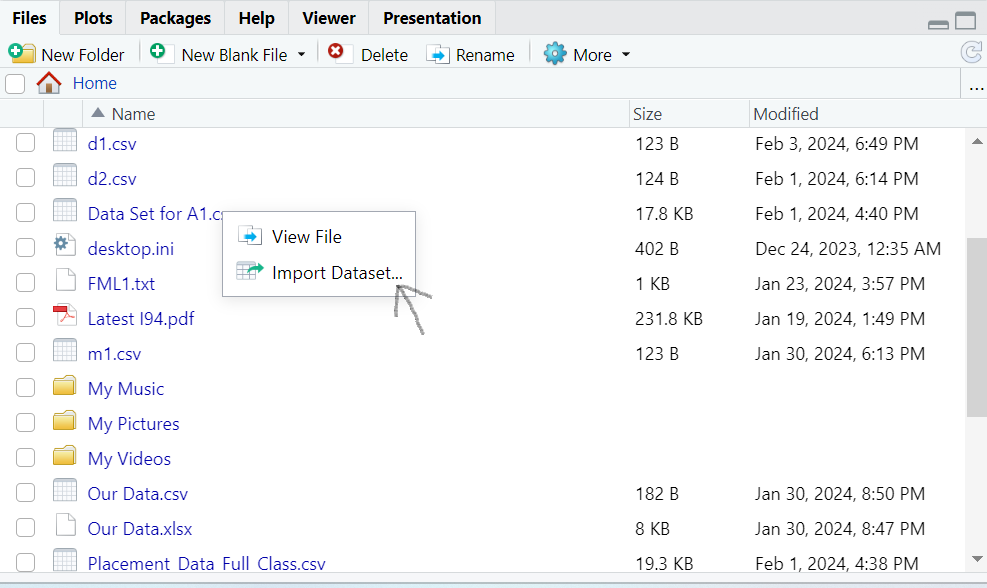 Files Plots Packages Help Viewer Presentation
New Folder New Blank File Delete Rename More
Home ...
Name Size Modified
d1.csv 123 B Feb 3, 2024, 6:49 PM
d2.csv 124 B Feb 1, 2024, 6:14 PM
Data Set for A1.c 17.8 KB Feb 1, 2024, 4:40 PM
View File
desktop.ini 402 B Dec 24, 2023, 12:35 AM
Import Dataset...
FML1.txt 1 KB Jan 23, 2024, 3:57 PM
Latest I94.pdf 231.8 KB Jan 19, 2024, 1:49 PM
m1.csv 123 B Jan 30, 2024, 6:13 PM
My Music
My Pictures
My Videos
Our Data.csv 182 B Jan 30, 2024, 8:50 PM
Our Data.xlsx 8 KB Jan 30, 2024, 8:47 PM
Placement_Data_Full_Class.csv 19.3 KB Feb 1, 2024, 4:38 PM